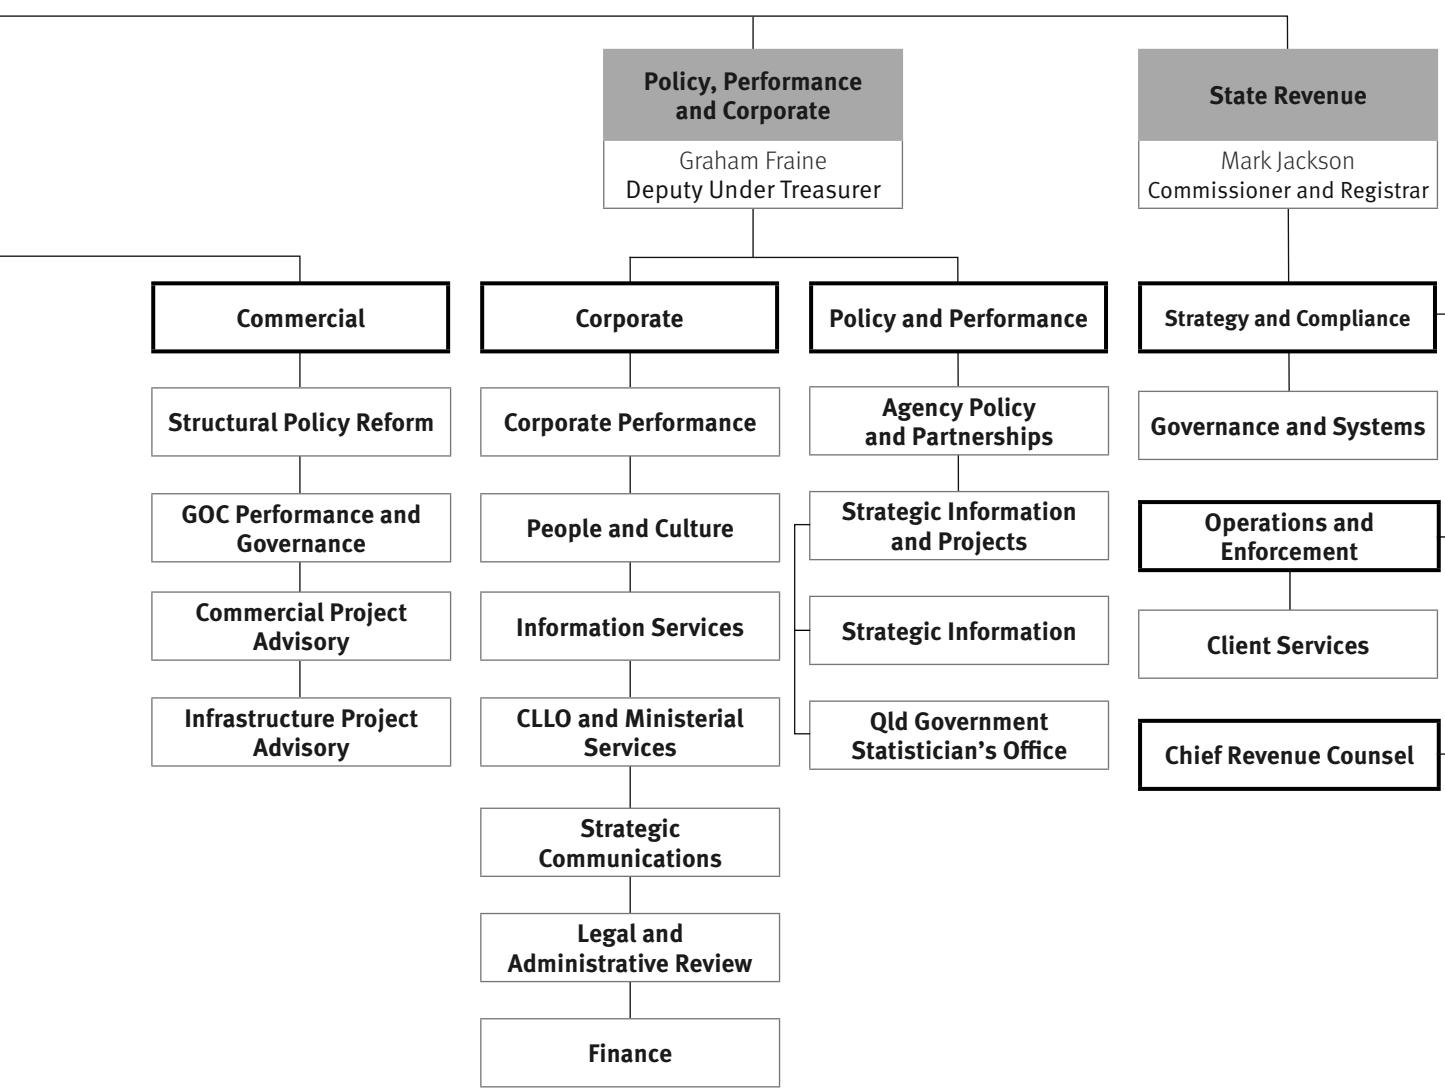 Policy, Performance
and Corporate
Graham Fraine
Deputy Under Treasurer
State Revenue
Mark Jackson
Commissioner and Registrar
Commercial
Structural Policy Reform
GOC Performance and
Governance
Commercial Project
Advisory
Infrastructure Project
Advisory
Corporate
Corporate Performance
People and Culture
Information Services
CLLO and Ministerial
Services
Strategic
Communications
Legal and
Administrative Review
Finance
Policy and Performance
Agency Policy
and Partnerships
Strategic Information
and Projects
Strategic Information
Qld Government
Statistician’s Office
Strategy and Compliance
Governance and Systems
Operations and
Enforcement
Client Services
Chief Revenue Counsel